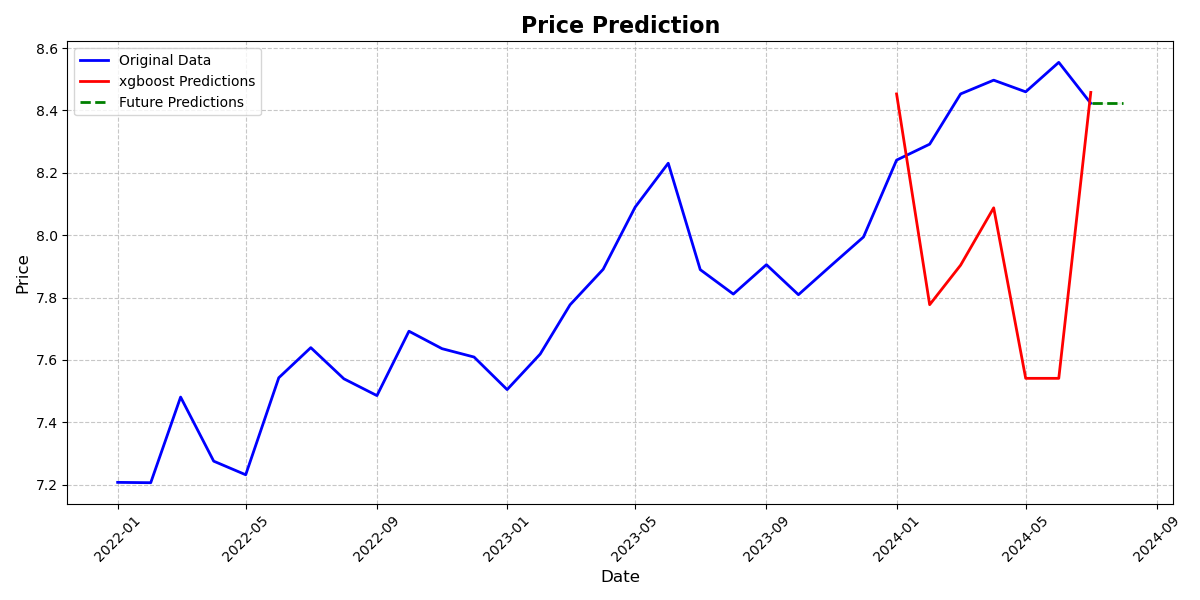 Price Prediction
Original Data
xgboost Predictions
Future Predictions
8.6
8.4
8.2
8.0
7.8
7.6
7.4
7.2
Price
2022-01
2022-05
2022-09
2023-01
2023-05
2023-09
2024-01
2024-05
2024-09
Date